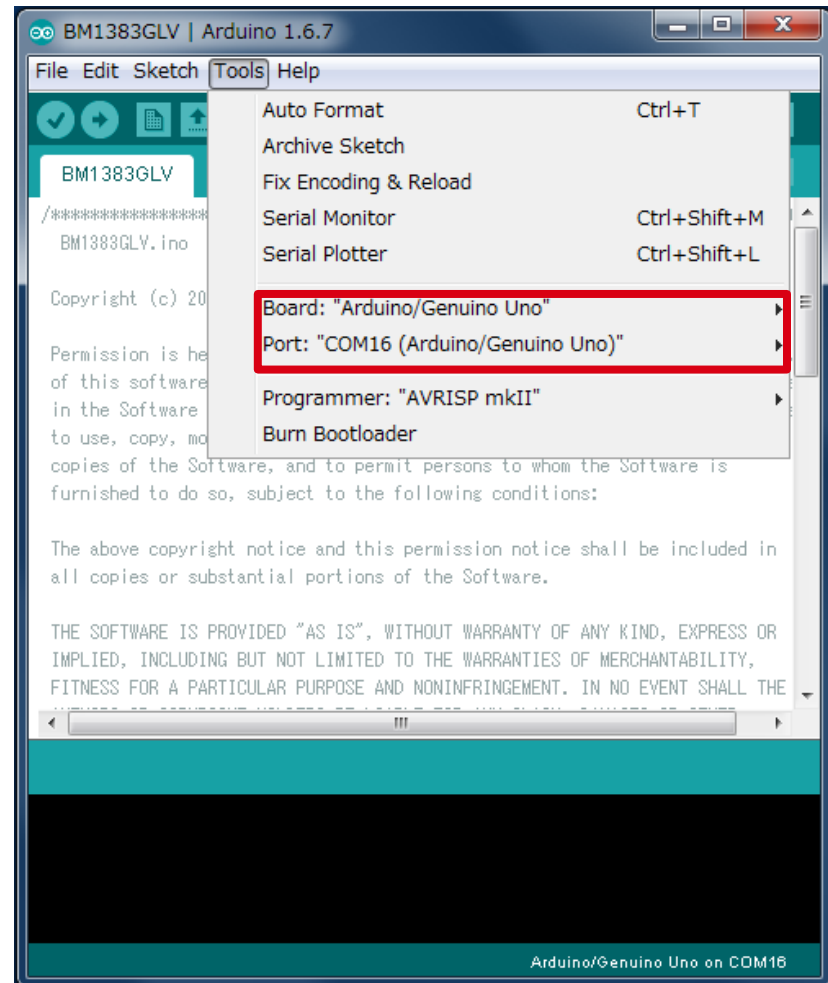 BM1383GLV | Arduino 1.6.7
File Edit Sketch Tools Help
Auto Format Ctrl+T
Archive Sketch
Fix Encoding & Reload
Serial Monitor Ctrl+Shift+M
Serial Plotter Ctrl+Shift+L
Board: "Arduino/Genuino Uno"
Port: "COM16 (Arduino/Genuino Uno)"
Programmer: "AVRISP mkII"
Burn Bootloader
BM1383GLV
/******************
BM1383GLV.ino
Copyright (c) 20
Permission is he
of this software
in the Software
to use, copy, mo
copies of the Software, and to permit persons to whom the Software is
furnished to do so, subject to the following conditions:
The above copyright notice and this permission notice shall be included in
all copies or substantial portions of the Software.
THE SOFTWARE IS PROVIDED "AS IS", WITHOUT WARRANTY OF ANY KIND, EXPRESS OR
IMPLIED, INCLUDING BUT NOT LIMITED TO THE WARRANTIES OF MERCHANTABILITY,
FITNESS FOR A PARTICULAR PURPOSE AND NONINFRINGEMENT. IN NO EVENT SHALL THE
Arduino/Genuino Uno on COM16